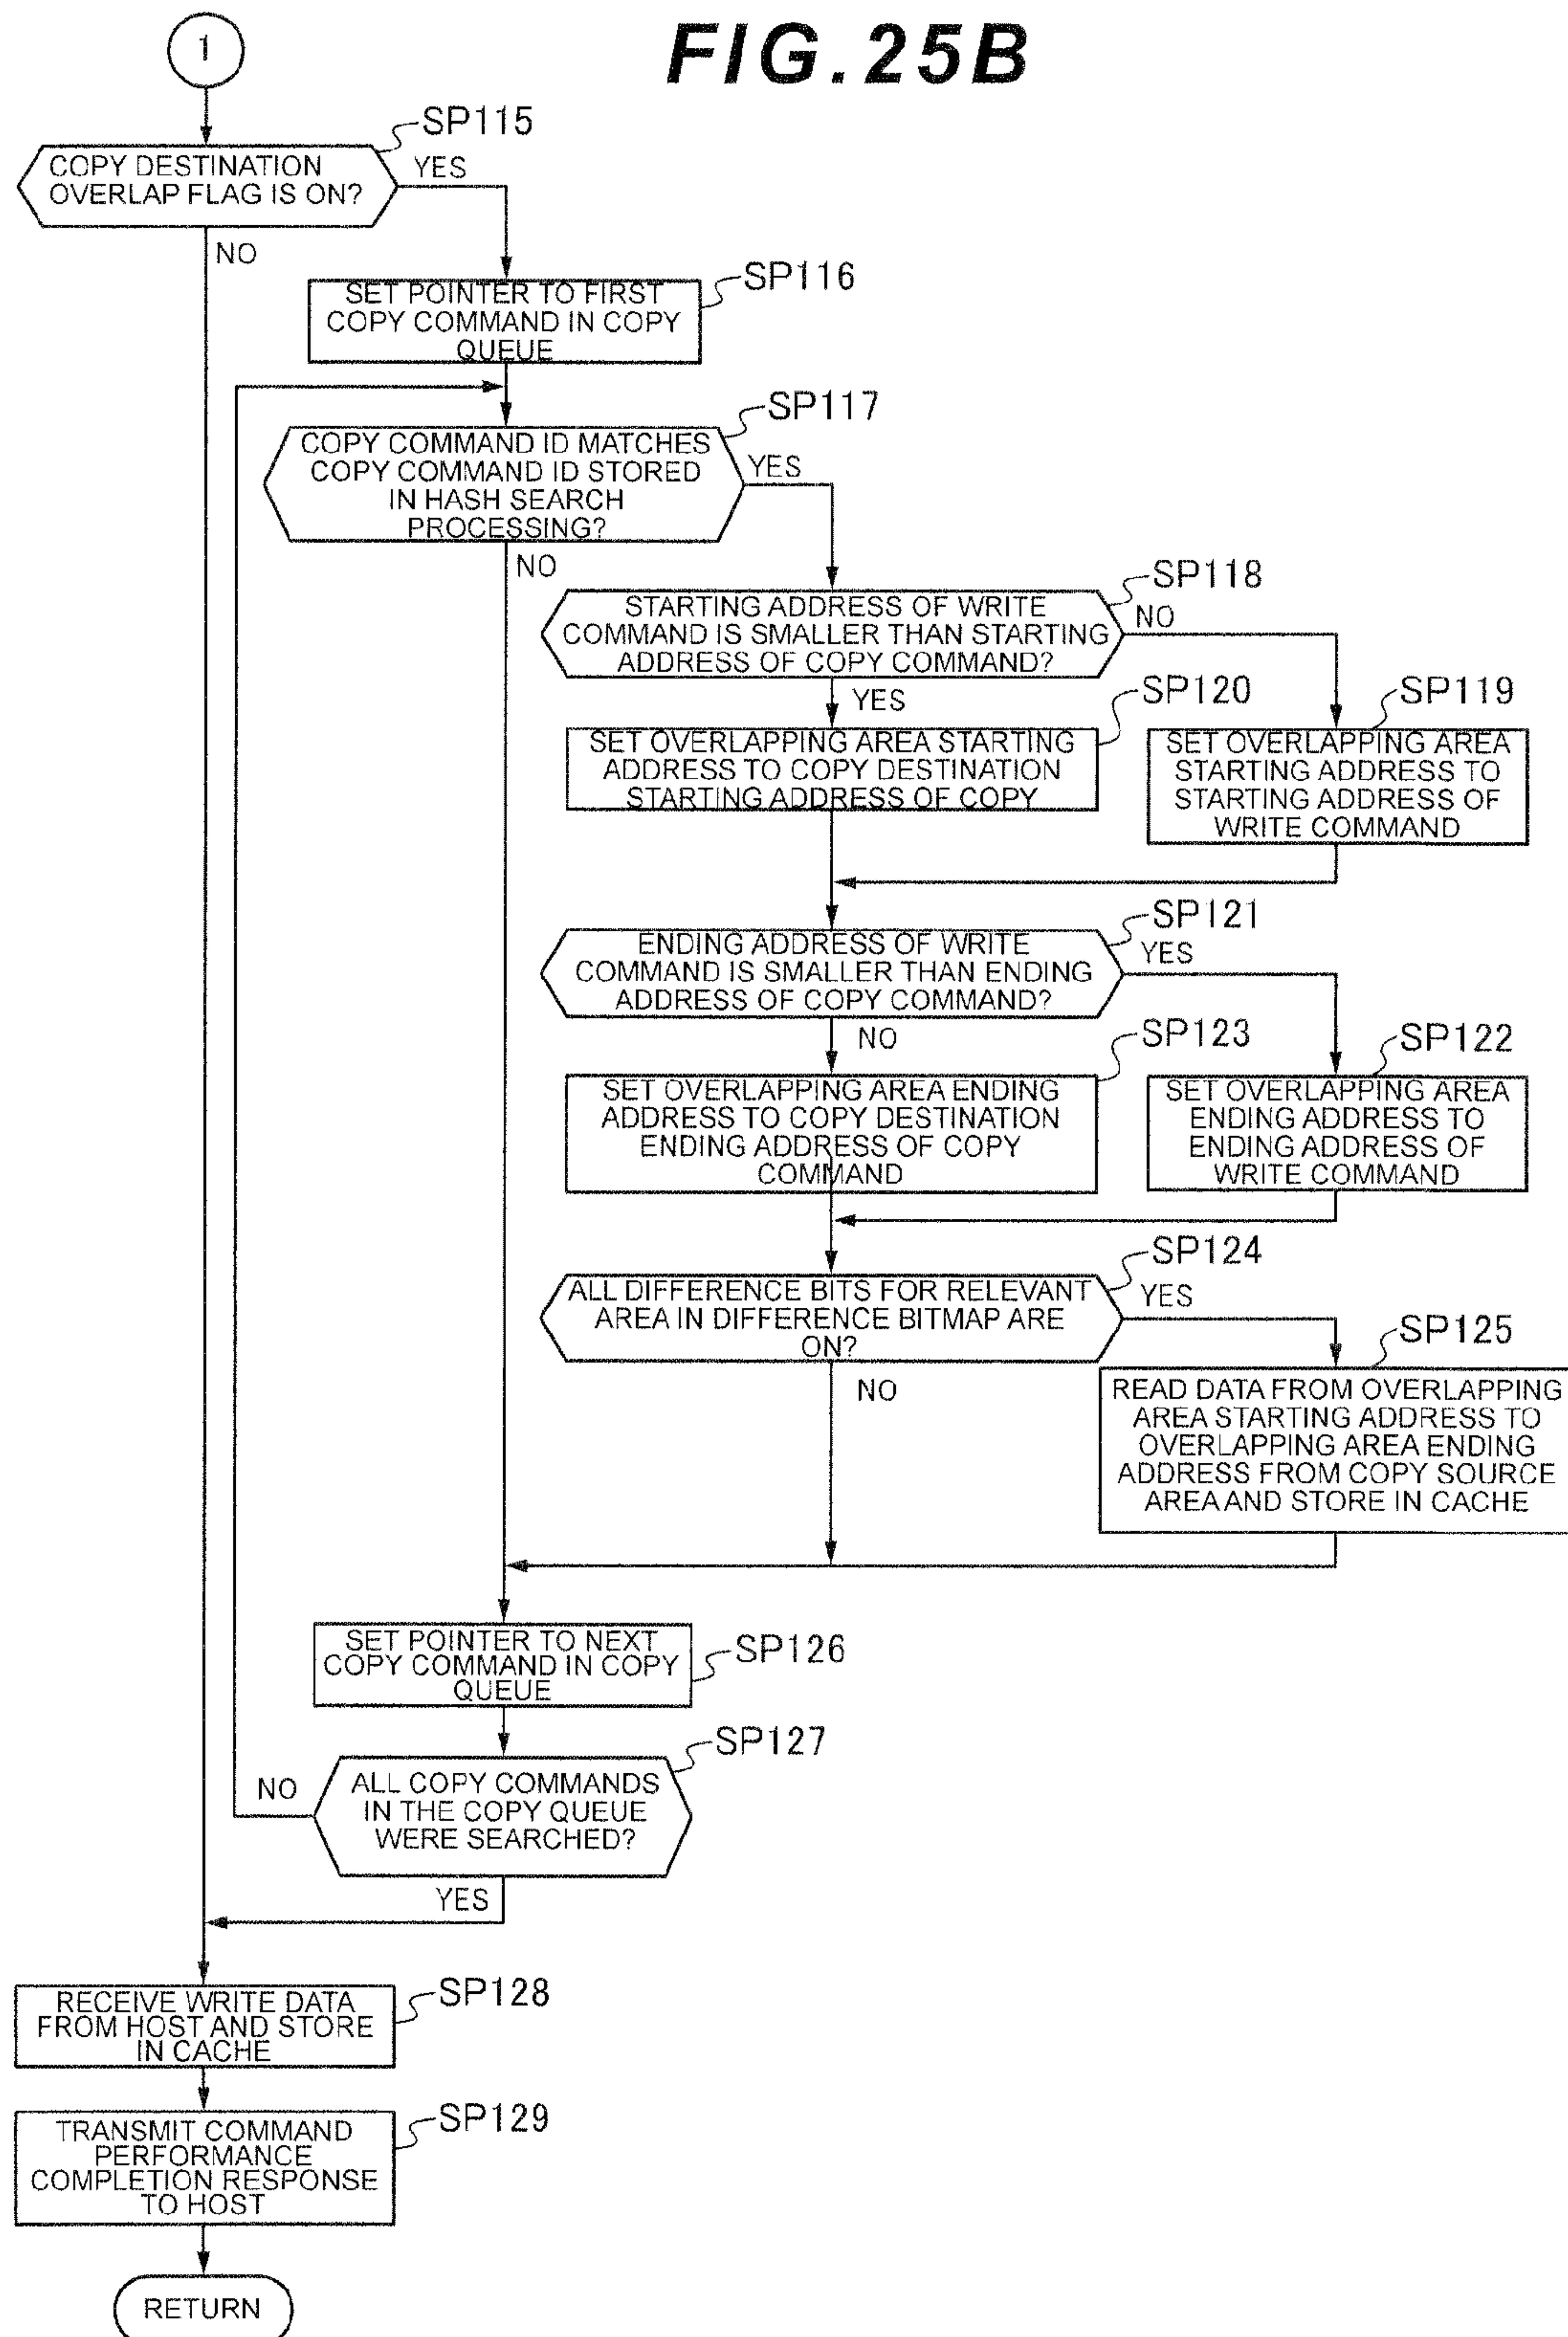 FIG.25B
1
SP115
COPY DESTINATION
OVERLAP FLAG IS ON?
YES
NO
SP116
SET POINTER TO FIRST
COPY COMMAND IN COPY
QUEUE
SP117
COPY COMMAND ID MATCHES
COPY COMMAND ID STORED
IN HASH SEARCH
PROCESSING?
YES
NO
SP118
STARTING ADDRESS OF WRITE
COMMAND IS SMALLER THAN STARTING
ADDRESS OF COPY COMMAND?
NO
YES
SP120
SET OVERLAPPING AREA STARTING
ADDRESS TO COPY DESTINATION
STARTING ADDRESS OF COPY
SP119
SET OVERLAPPING AREA
STARTING ADDRESS TO
STARTING ADDRESS OF
WRITE COMMAND
SP121
ENDING ADDRESS OF WRITE
COMMAND IS SMALLER THAN ENDING
ADDRESS OF COPY COMMAND?
YES
NO
SP123
SET OVERLAPPING AREA ENDING
ADDRESS TO COPY DESTINATION
ENDING ADDRESS OF COPY
COMMAND
SP122
SET OVERLAPPING AREA
ENDING ADDRESS TO
ENDING ADDRESS OF
WRITE COMMAND
SP124
ALL DIFFERENCE BITS FOR RELEVANT
AREA IN DIFFERENCE BITMAP ARE
ON?
YES
NO
SP125
READ DATA FROM OVERLAPPING
AREA STARTING ADDRESS TO
OVERLAPPING AREA ENDING
ADDRESS FROM COPY SOURCE
AREA AND STORE IN CACHE
SP126
SET POINTER TO NEXT
COPY COMMAND IN COPY
QUEUE
SP127
ALL COPY COMMANDS
IN THE COPY QUEUE
WERE SEARCHED?
NO
YES
SP128
RECEIVE WRITE DATA
FROM HOST AND STORE
IN CACHE
SP129
TRANSMIT COMMAND
PERFORMANCE
COMPLETION RESPONSE
TO HOST
RETURN